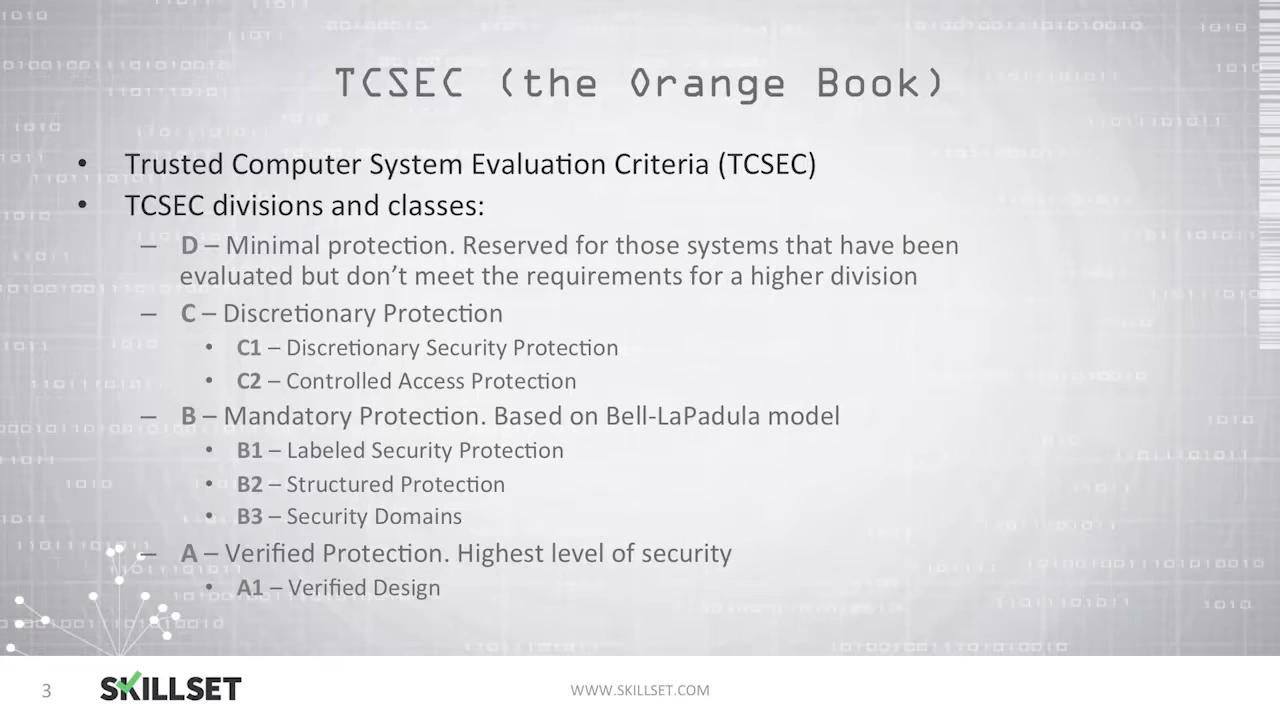 TCSEC (the Orange Book)
• Trusted Computer System Evaluation Criteria (TCSEC)
• TCSEC divisions and classes:
– D – Minimal protection. Reserved for those systems that have been
evaluated but don’t meet the requirements for a higher division
– C – Discretionary Protection
• C1 – Discretionary Security Protection
• C2 – Controlled Access Protection
– B – Mandatory Protection. Based on Bell-LaPadula model
• B1 – Labeled Security Protection
• B2 – Structured Protection
• B3 – Security Domains
– A – Verified Protection. Highest level of security
• A1 – Verified Design
3
SKILLSET
WWW.SKILLSET.COM